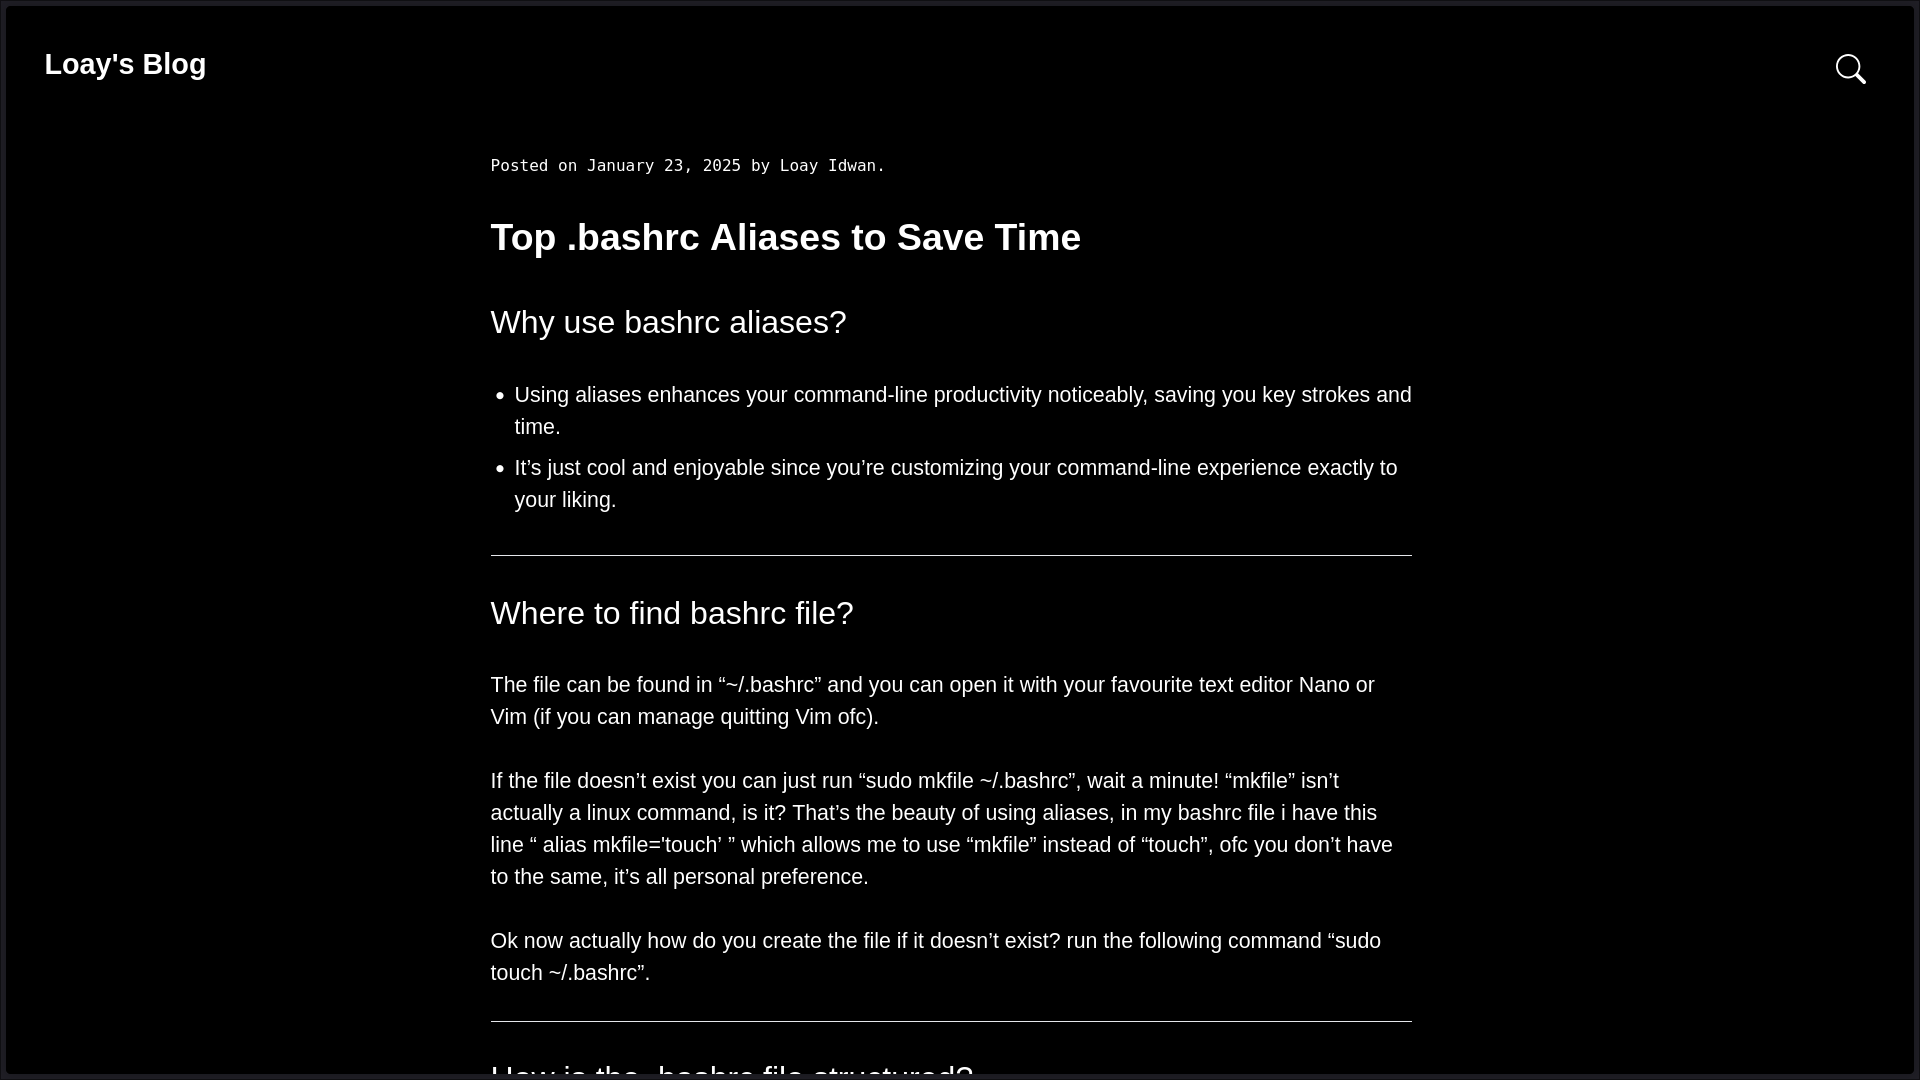 Loay's Blog
Posted on January 23, 2025 by Loay Idwan.
Top .bashrc Aliases to Save Time
Why use bashrc aliases?
• Using aliases enhances your command-line productivity noticeably, saving you key strokes and
time.
• It’s just cool and enjoyable since you’re customizing your command-line experience exactly to
your liking.
Where to find bashrc file?
The file can be found in “~/.bashrc” and you can open it with your favourite text editor Nano or
Vim (if you can manage quitting Vim ofc).
If the file doesn’t exist you can just run “sudo mkfile ~/.bashrc”, wait a minute! “mkfile” isn’t
actually a linux command, is it? That’s the beauty of using aliases, in my bashrc file i have this
line “ alias mkfile='touch’ ” which allows me to use “mkfile” instead of “touch”, ofc you don’t have
to the same, it’s all personal preference.
Ok now actually how do you create the file if it doesn’t exist? run the following command “sudo
touch ~/.bashrc”.
How is the .bashrc file structured?